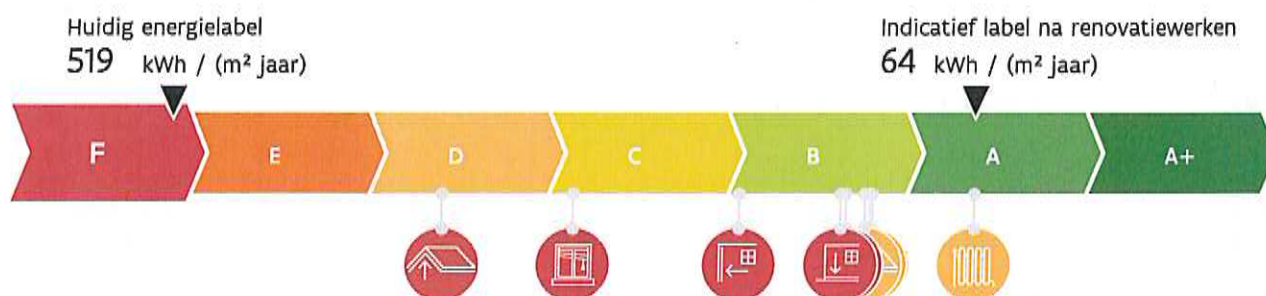 Huidig energielabel
519 kWh / (m² jaar)
Indicatief label na renovatiewerken
64 kWh / (m² jaar)
F E D C B A A+